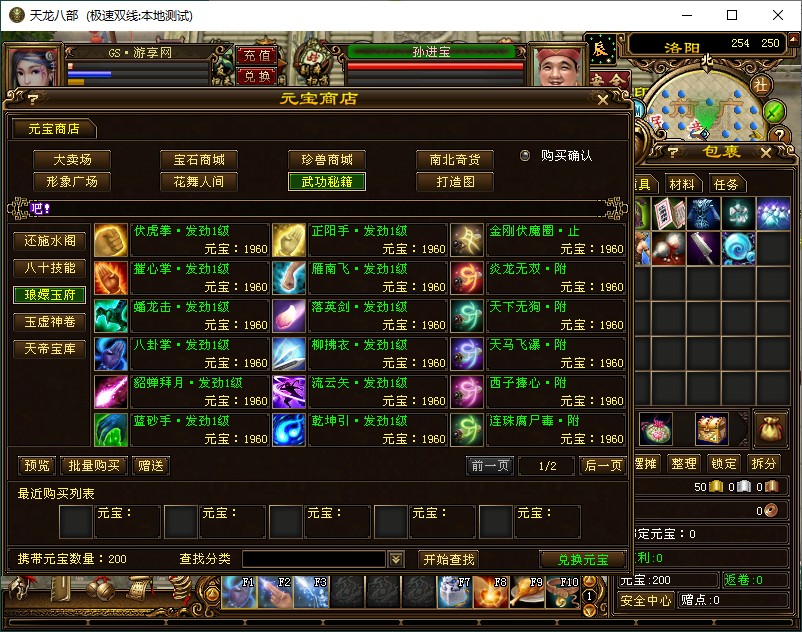 天龙八部 (极速双线:本地测试)
GS·游享网
充值
兑换
孙进宝
辰
洛阳 254 250
北
安全
社
?
元宝商店
?
包裹
元宝商店
大卖场 宝石商城 珍兽商城 南北奇货
购买确认
形象广场 花舞人间 武功秘籍 打造图
具 材料 任务
吧!
还施水阁
八十技能
琅嬛玉府
玉虚神卷
天帝宝库
伏虎拳·发劲1级 正阳手·发劲1级 金刚伏魔圈·止
元宝:1960 元宝:1960 元宝:1960
摧心掌·发劲1级 雁南飞·发劲1级 炎龙无双·附
元宝:1960 元宝:1960 元宝:1960
蟠龙击·发劲1级 落英剑·发劲1级 天下无狗·附
元宝:1960 元宝:1960 元宝:1960
八卦掌·发劲1级 柳拂衣·发劲1级 天马飞瀑·附
元宝:1960 元宝:1960 元宝:1960
貂蝉拜月·发劲1级 流云矢·发劲1级 西子捧心·附
元宝:1960 元宝:1960 元宝:1960
蓝砂手·发劲1级 乾坤引·发劲1级 连珠腐尸毒·附
元宝:1960 元宝:1960 元宝:1960
预览 批量购买 赠送 前一页 1/2 后一页
摆摊 整理 锁定 拆分
50 0 0
0
最近购买列表
元宝: 元宝: 元宝: 元宝: 元宝:
定元宝:0
携带元宝数量:200 查找分类 开始查找 兑换元宝
利:0
元宝:200 返卷:0
安全中心 赠点:0
F1 F2 F3 F7 F8 F9 F10
1